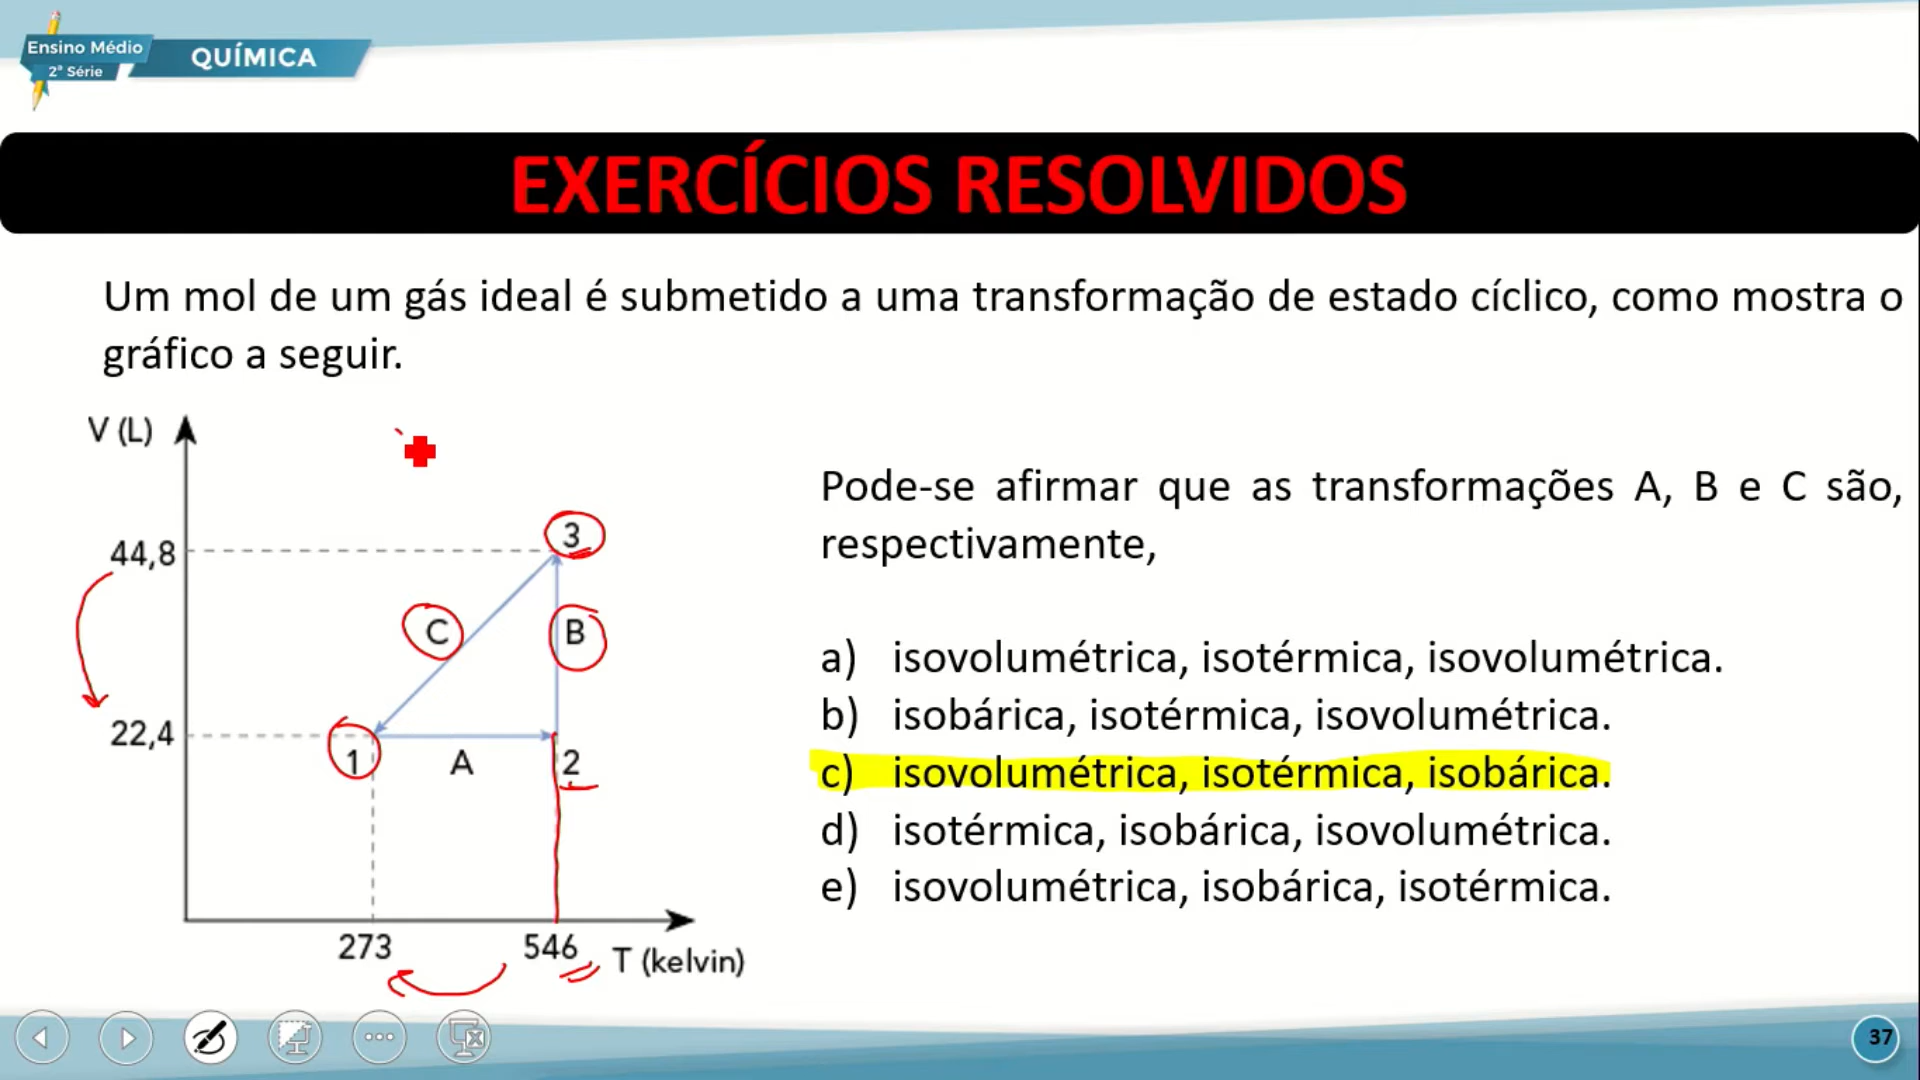 Ensino Médio
2ª Série
QUÍMICA
EXERCÍCIOS RESOLVIDOS
Um mol de um gás ideal é submetido a uma transformação de estado cíclico, como mostra o
gráfico a seguir.
V (L)
44,8
22,4
3
C
B
1
A
2
273
546
T (kelvin)
Pode-se afirmar que as transformações A, B e C são,
respectivamente,
a) isovolumétrica, isotérmica, isovolumétrica.
b) isobárica, isotérmica, isovolumétrica.
c) isovolumétrica, isotérmica, isobárica.
d) isotérmica, isobárica, isovolumétrica.
e) isovolumétrica, isobárica, isotérmica.
37